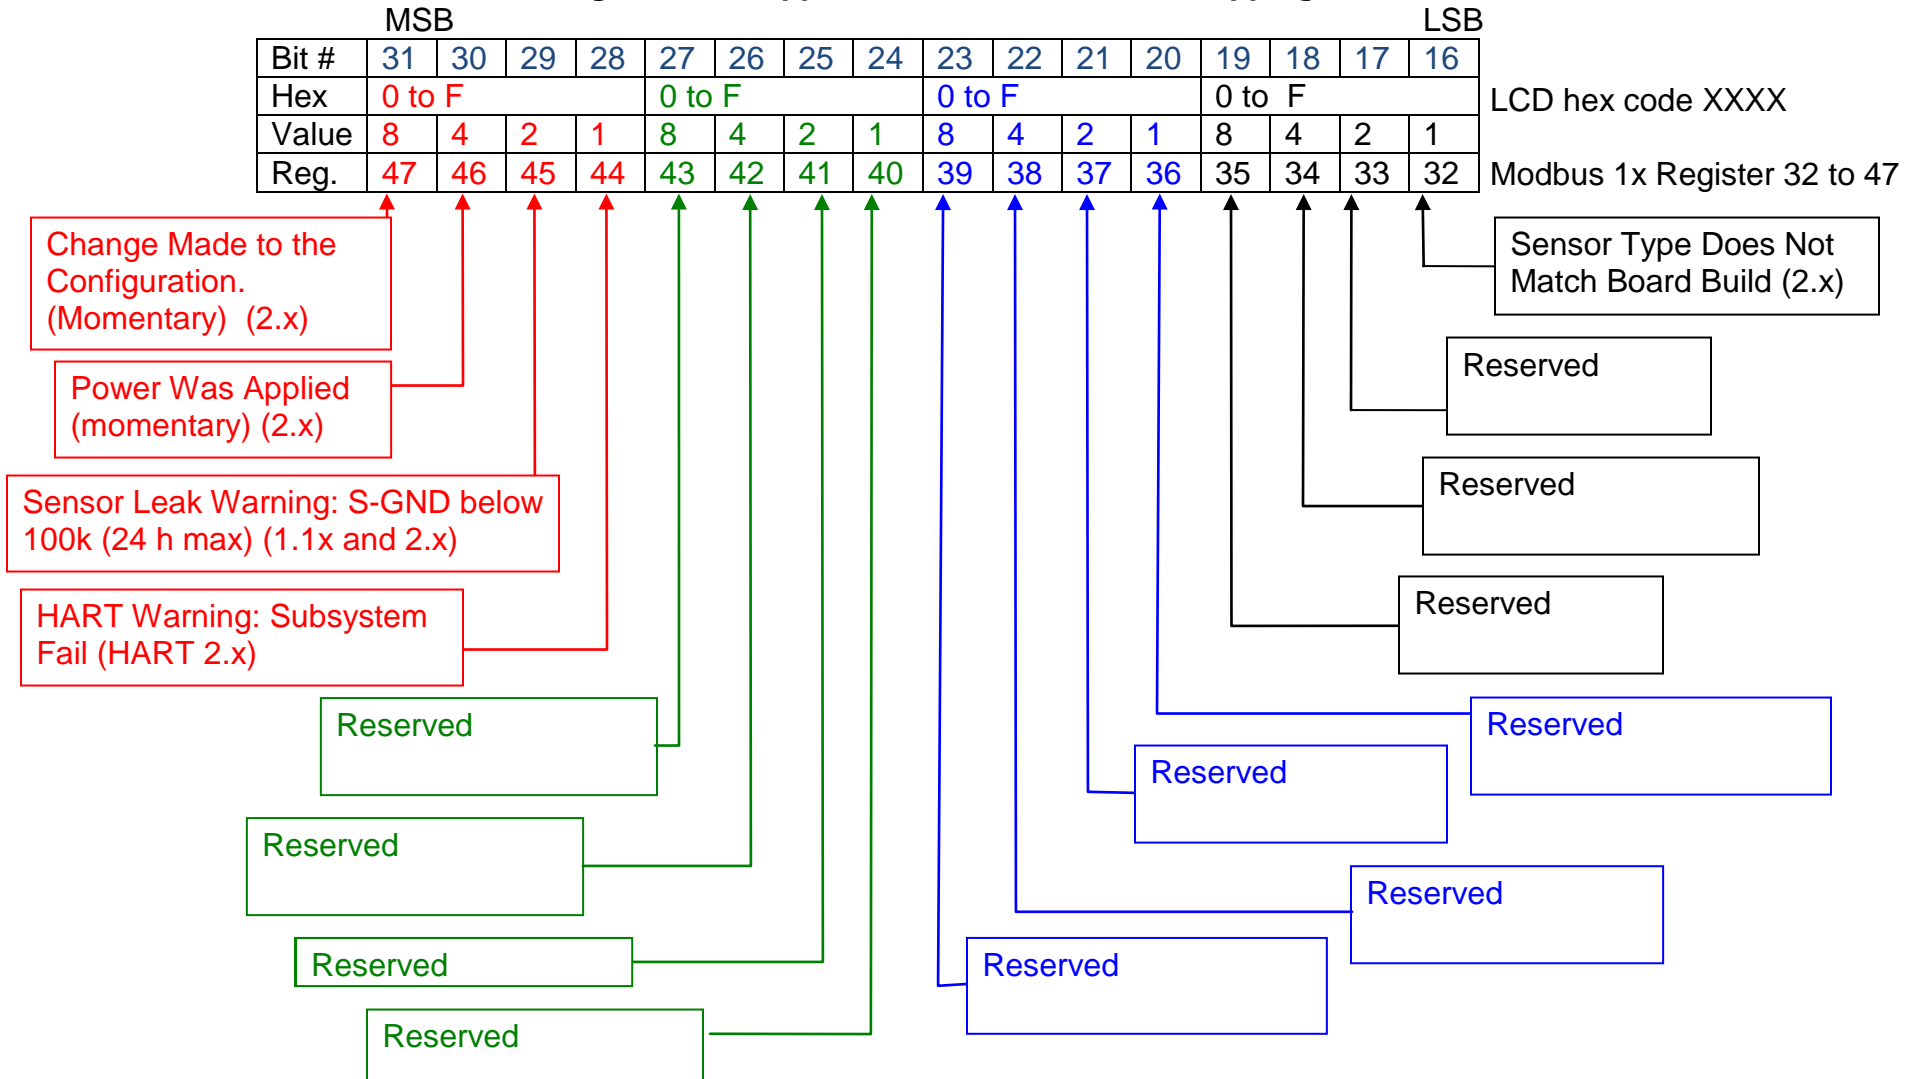 MSB LSB
Bit # 31 30 29 28 27 26 25 24 23 22 21 20 19 18 17 16
Hex 0 to F 0 to F 0 to F 0 to F LCD hex code XXXX
Value 8 4 2 1 8 4 2 1 8 4 2 1 8 4 2 1
Reg. 47 46 45 44 43 42 41 40 39 38 37 36 35 34 33 32 Modbus 1x Register 32 to 47
Change Made to the
Configuration.
(Momentary) (2.x)
Sensor Type Does Not
Match Board Build (2.x)
Power Was Applied
(momentary) (2.x)
Reserved
Sensor Leak Warning: S-GND below
100k (24 h max) (1.1x and 2.x)
Reserved
HART Warning: Subsystem
Fail (HART 2.x)
Reserved
Reserved
Reserved
Reserved
Reserved
Reserved
Reserved
Reserved
Reserved